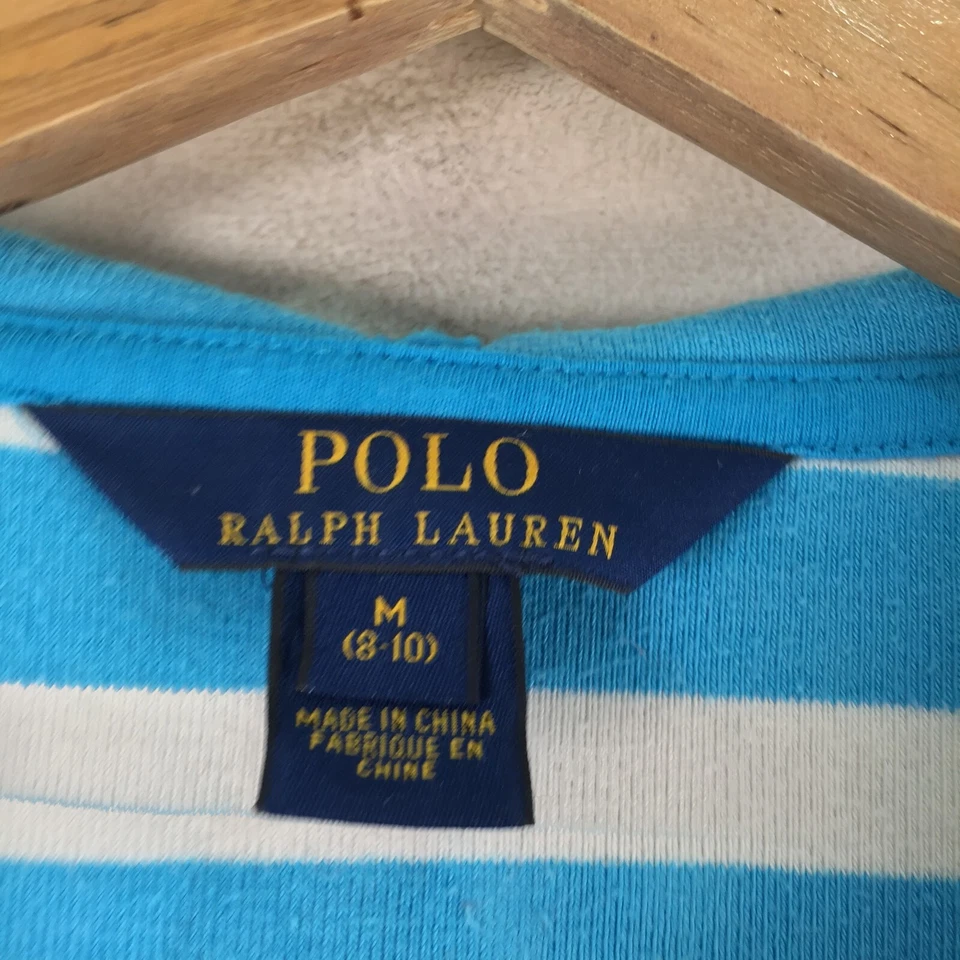 POLO
RALPH LAUREN
M
(8-10)
MADE IN CHINA
FABRIQUE EN
CHINE